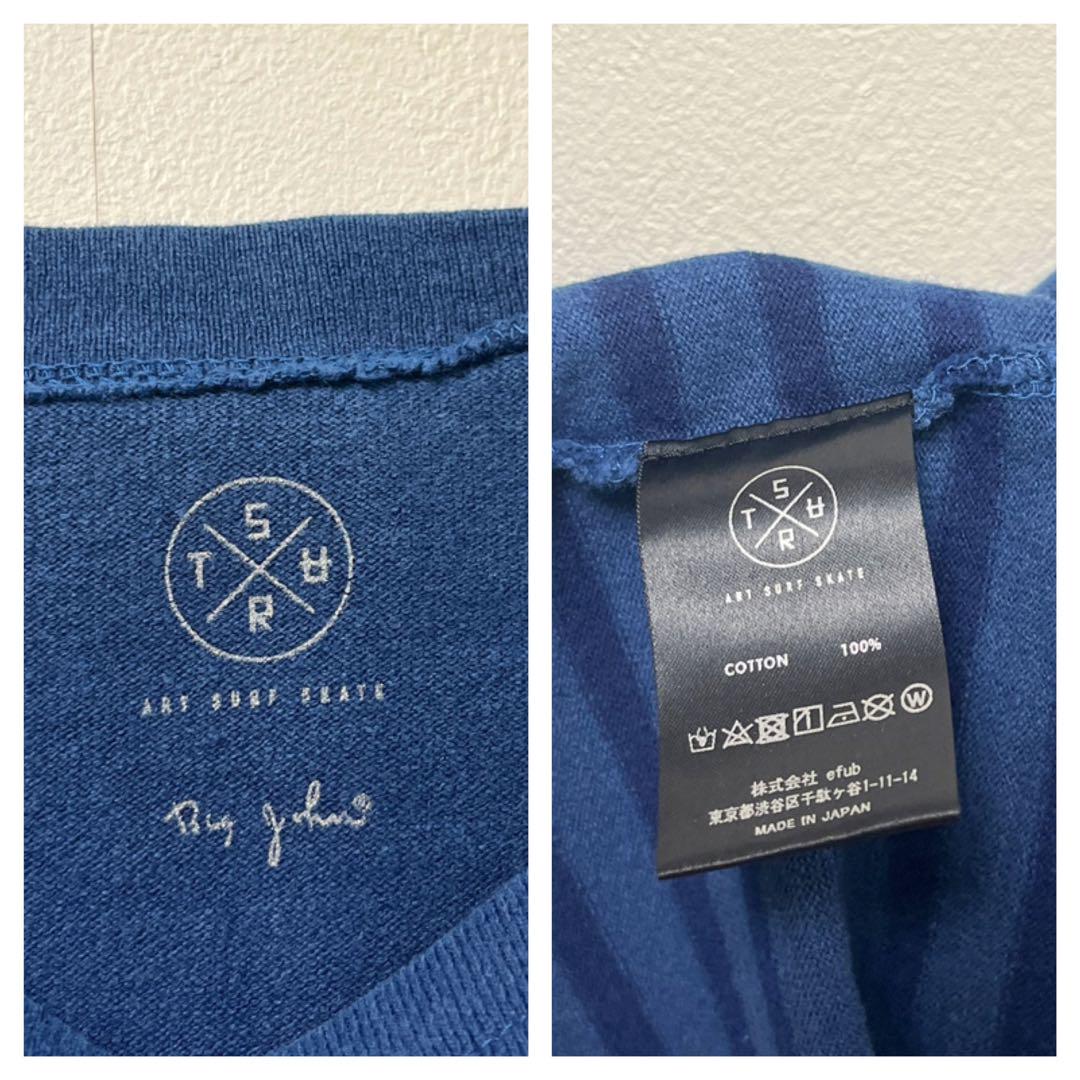 S
T R
R
ART SURF SKATE
Big John®
S
T R
R
ART SURF SKATE
COTTON 100%
W
株式会社 efub
東京都渋谷区千駄ヶ谷1-11-14
MADE IN JAPAN